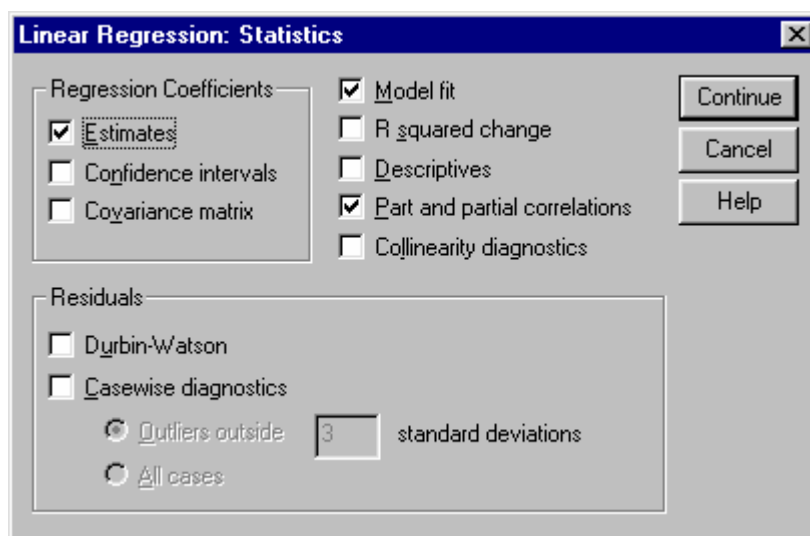 Linear Regression: Statistics
Regression Coefficients
Estimates
Confidence intervals
Covariance matrix
Model fit
R squared change
Descriptives
Part and partial correlations
Collinearity diagnostics
Continue
Cancel
Help
Residuals
Durbin-Watson
Casewise diagnostics
Outliers outside 3 standard deviations
All cases